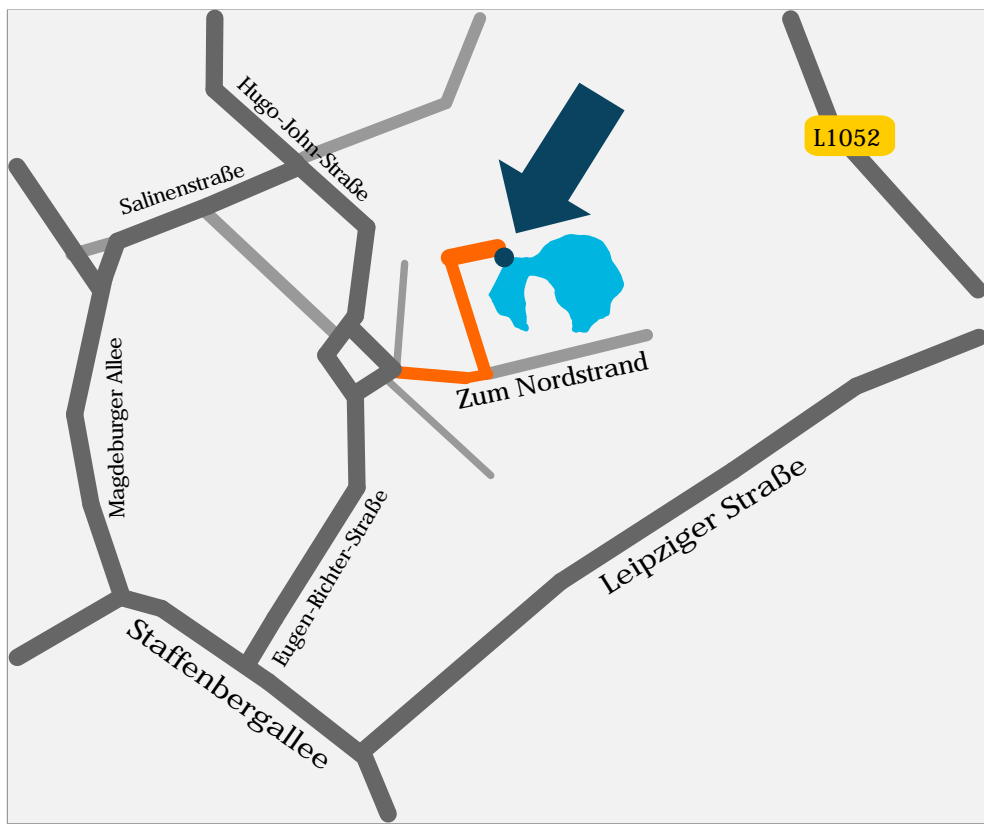 Hugo-John-Straße
L1052
Salinenstraße
Zum Nordstrand
Magdeburger Allee
Leipziger Straße
Eugen-Richter-Straße
Staffenbergallee